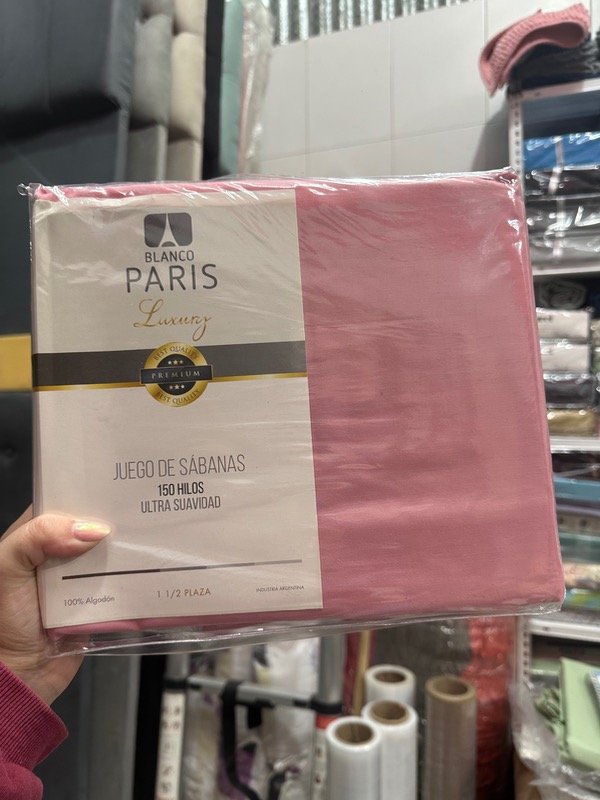 BLANCO
PARIS
Luxury
BEST QUALITY
PREMIUM
BEST QUALITY
JUEGO DE SÁBANAS
150 HILOS
ULTRA SUAVIDAD
100% Algodón
1 1/2 PLAZA
INDUSTRIA ARGENTINA